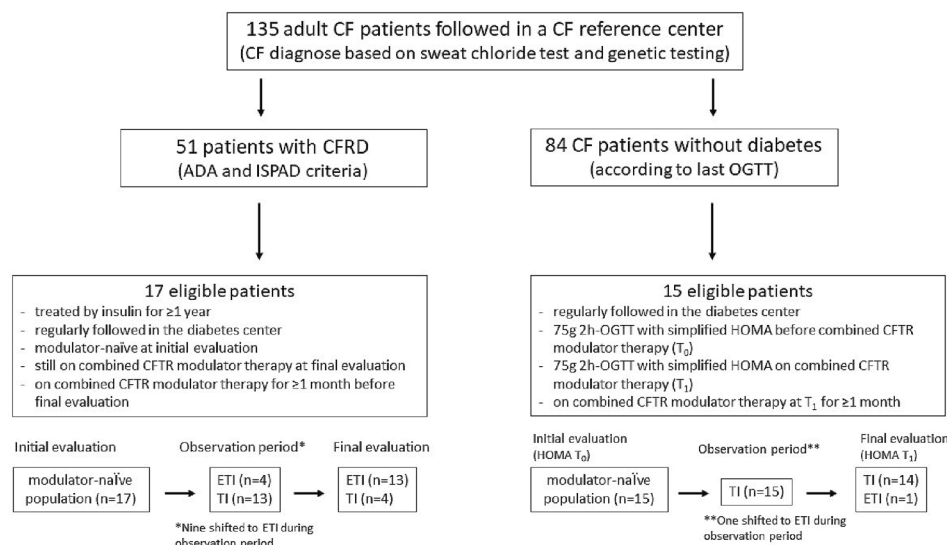 135 adult CF patients followed in a CF reference center
(CF diagnose based on sweat chloride test and genetic testing)
51 patients with CFRD
(ADA and ISPAD criteria)
84 CF patients without diabetes
(according to last OGTT)
17 eligible patients
- treated by insulin for ≥1 year
- regularly followed in the diabetes center
- modulator-naïve at initial evaluation
- still on combined CFTR modulator therapy at final evaluation
- on combined CFTR modulator therapy for ≥1 month before
final evaluation
15 eligible patients
- regularly followed in the diabetes center
- 75g 2h-OGTT with simplified HOMA before combined CFTR
modulator therapy (T0)
- 75g 2h-OGTT with simplified HOMA on combined CFTR
modulator therapy (T1)
- on combined CFTR modulator therapy at T1 for ≥1 month
Initial evaluation
Observation period*
Final evaluation
modulator-naÏve
population (n=17)
ETI (n=4)
TI (n=13)
ETI (n=13)
TI (n=4)
*Nine shifted to ETI during
observation period
Initial evaluation
(HOMA T0)
Observation period**
Final evaluation
(HOMA T1)
modulator-naÏve
population (n=15)
TI (n=15)
TI (n=14)
ETI (n=1)
**One shifted to ETI during
observation period